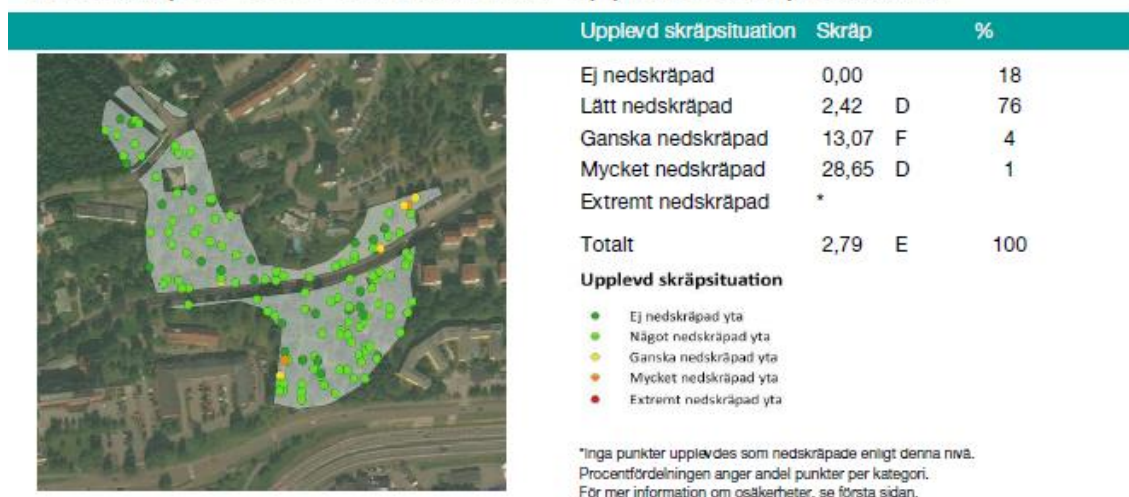 Upplevd skräpsituation Skräp %
Ej nedskräpad 0,00 18
Lätt nedskräpad 2,42 D 76
Ganska nedskräpad 13,07 F 4
Mycket nedskräpad 28,65 D 1
Extremt nedskräpad *
Totalt 2,79 E 100
Upplevd skräpsituation
Ej nedskräpad yta
Något nedskräpad yta
Ganska nedskräpad yta
Mycket nedskräpad yta
Extremt nedskräpad yta
*Inga punkter upplevdes som nedskräpade enligt denna nivå.
Procentfördelningen anger andel punkter per kategori.
För mer information om osäkerheter, se första sidan.